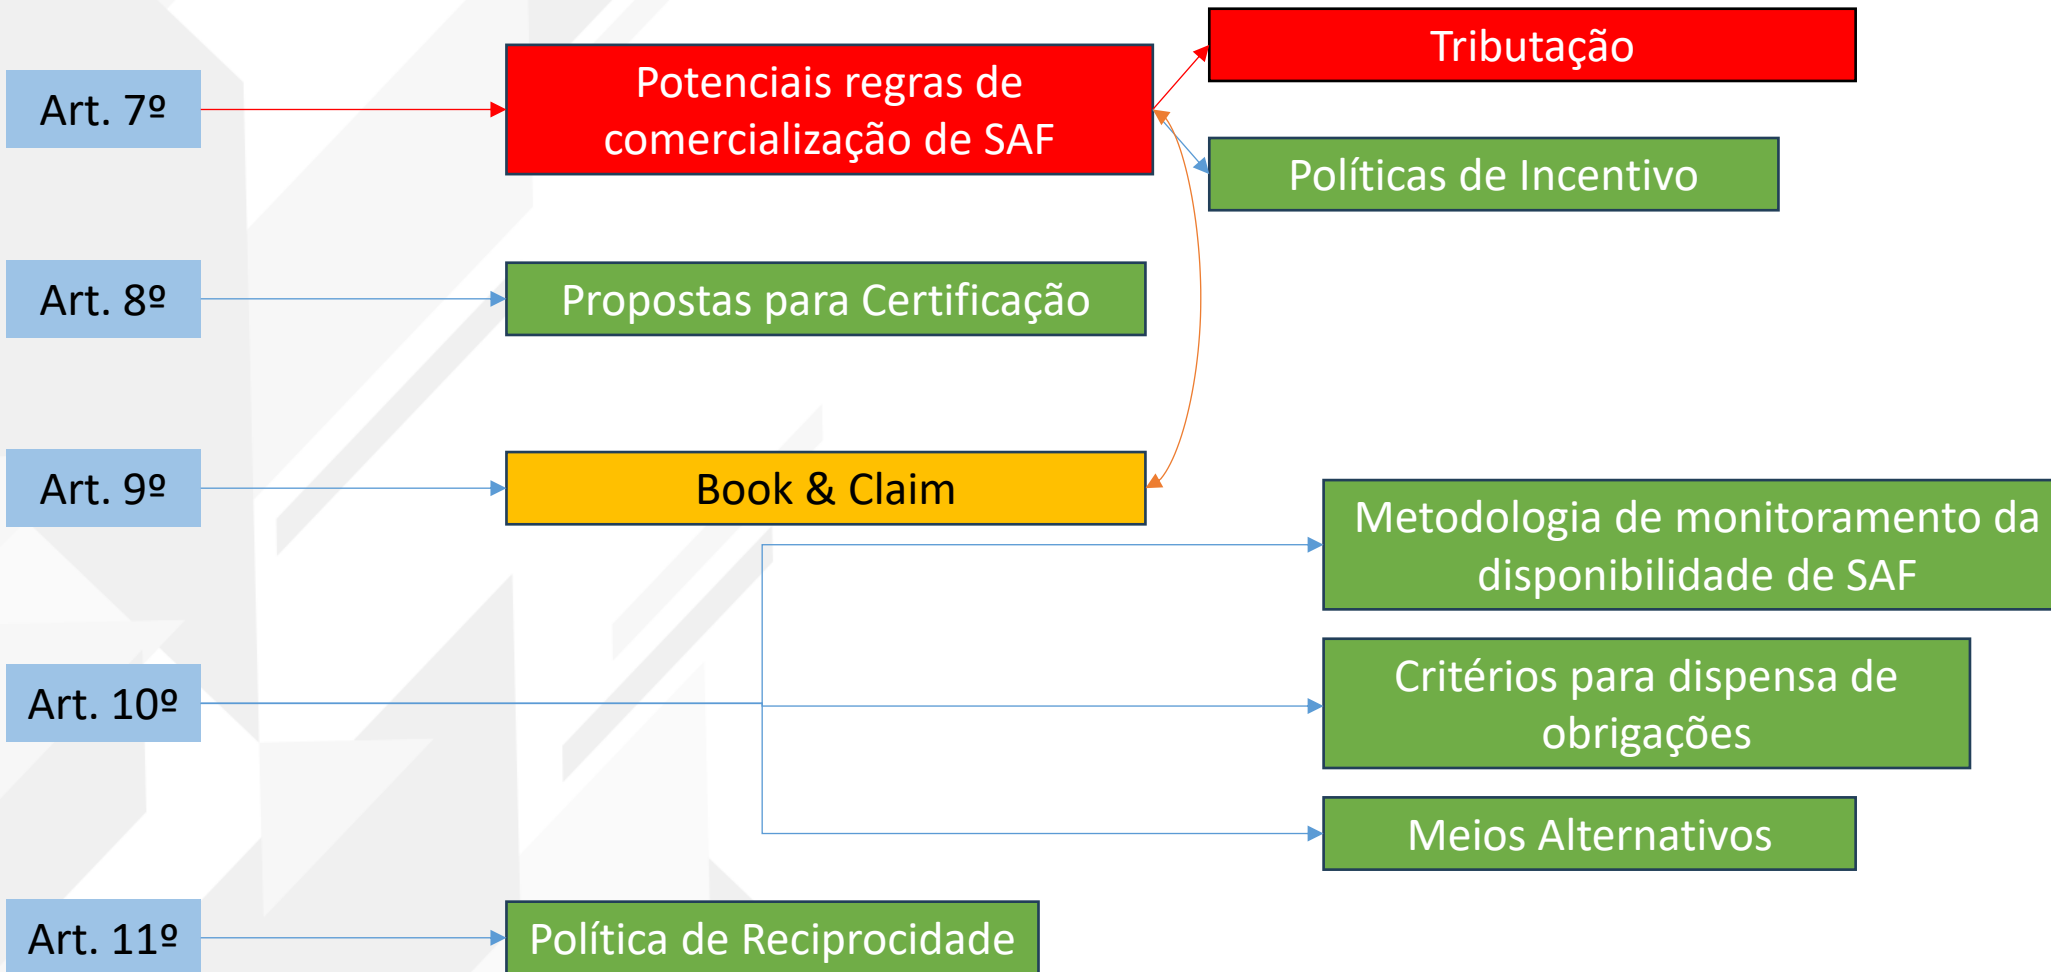 Tributação
Art. 7º
Potenciais regras de
comercialização de SAF
Políticas de Incentivo
Art. 8º
Propostas para Certificação
Art. 9º
Book & Claim
Metodologia de monitoramento da
disponibilidade de SAF
Art. 10º
Critérios para dispensa de
obrigações
Meios Alternativos
Art. 11º
Política de Reciprocidade